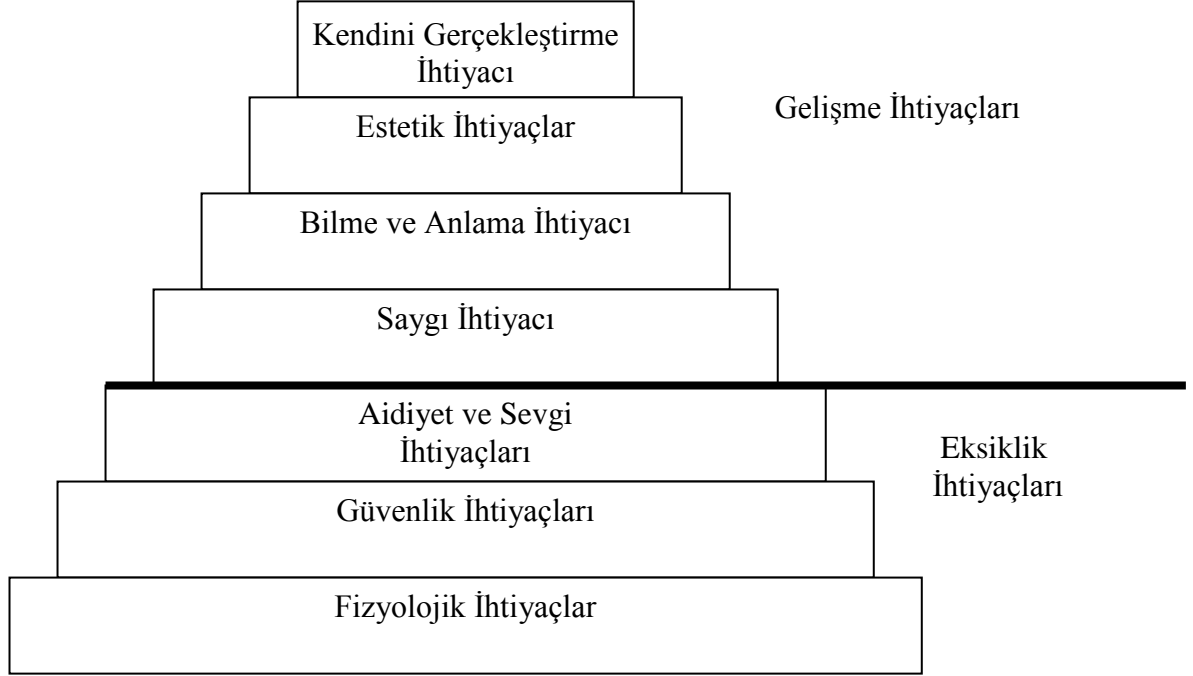 Kendini Gerçekleştirme
İhtiyacı
Gelişme İhtiyaçları
Estetik İhtiyaçlar
Bilme ve Anlama İhtiyacı
Saygı İhtiyacı
Aidiyet ve Sevgi
İhtiyaçları
Eksiklik
İhtiyaçları
Güvenlik İhtiyaçları
Fizyolojik İhtiyaçlar